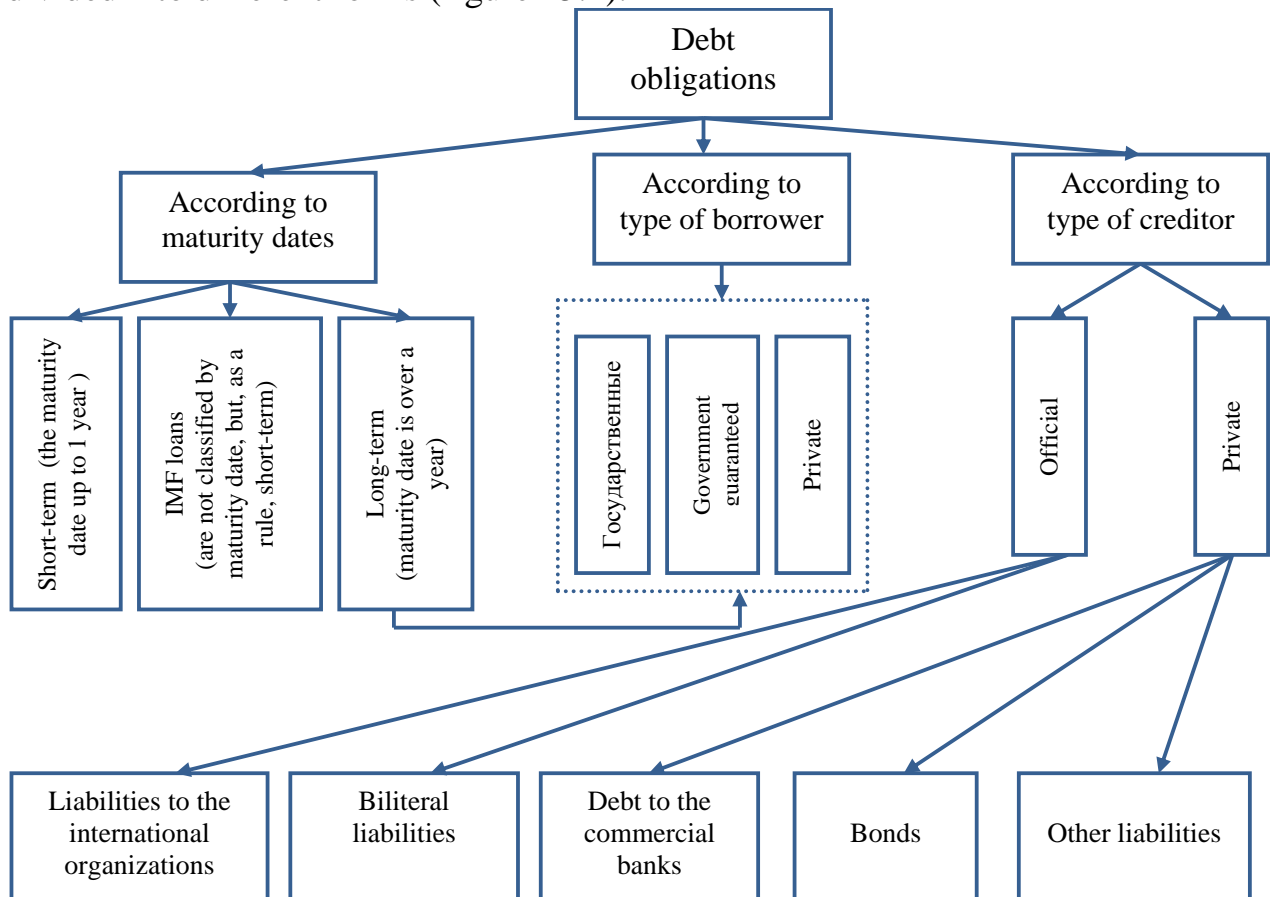 Debt
obligations
According to
maturity dates
According to
type of borrower
According to
type of creditor
Short-term (the maturity
date up to 1 year )
IMF loans
(are not classified by
maturity date, but, as a
rule, short-term)
Long-term
(maturity date is over a
year)
Государственные
Government
guaranteed
Private
Official
Private
Liabilities to the
international
organizations
Biliteral
liabilities
Debt to the
commercial
banks
Bonds
Other liabilities